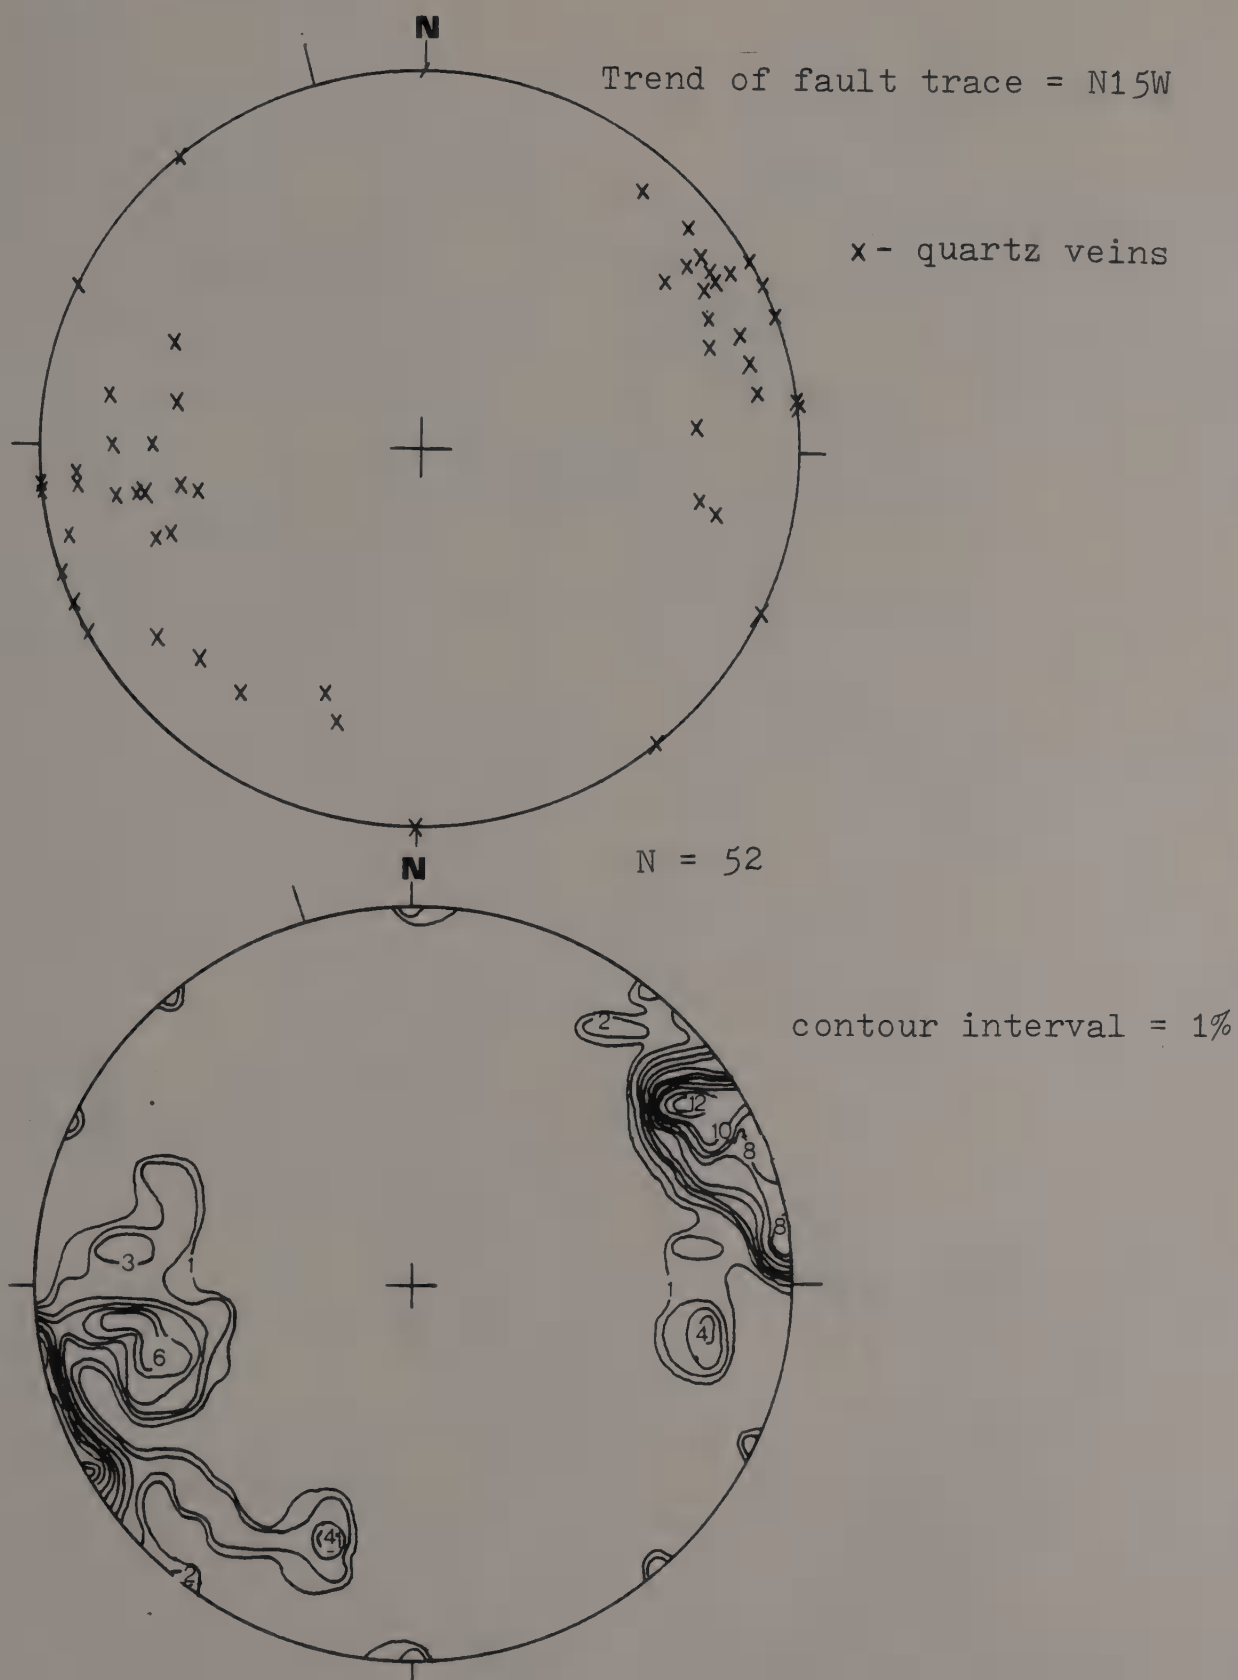 N
Trend of fault trace = N15W
x - quartz veins
N = 52
N
contour interval = 1%
2
12
10
8
8
3
1
1
4
6
4
2